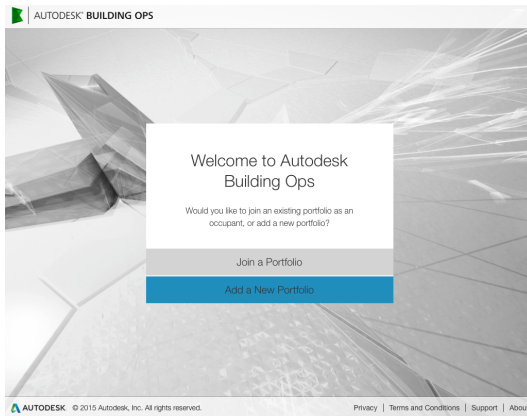 AUTODESK® BUILDING OPS
Welcome to Autodesk
Building Ops
Would you like to join an existing portfolio as an
occupant, or add a new portfolio?
Join a Portfolio
Add a New Portfolio
AUTODESK © 2015 Autodesk, Inc. All rights reserved.
Privacy | Terms and Conditions | Support | Abou